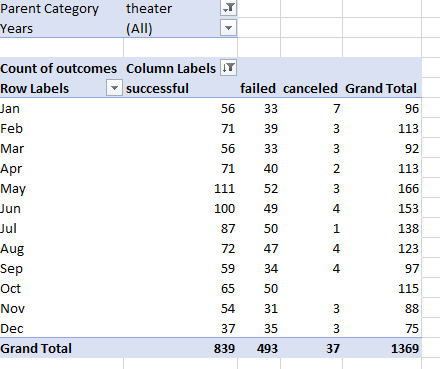 Parent Category theater
Years (All)
Count of outcomes Column Labels
Row Labels successful failed canceled Grand Total
Jan 56 33 7 96
Feb 71 39 3 113
Mar 56 33 3 92
Apr 71 40 2 113
May 111 52 3 166
Jun 100 49 4 153
Jul 87 50 1 138
Aug 72 47 4 123
Sep 59 34 4 97
Oct 65 50 115
Nov 54 31 3 88
Dec 37 35 3 75
Grand Total 839 493 37 1369